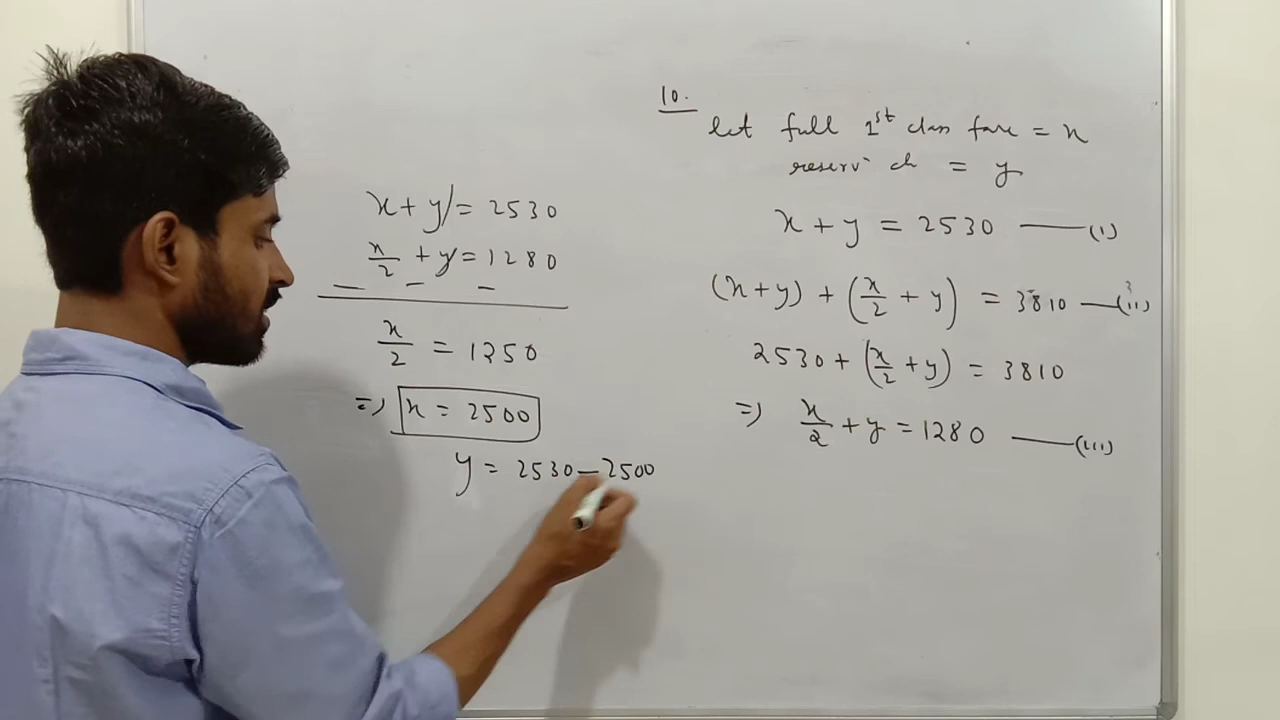 10.
let full 1st class fare = x
reserv ch = y
x + y = 2530 —(i)
(x+y) + (x/2 + y) = 3810 —(ii)
2530 + (x/2 + y) = 3810
=> x/2 + y = 1280 —(iii)
x + y = 2530
x/2 + y = 1280
— — —
x/2 = 1250
=> x = 2500
y = 2530 — 2500